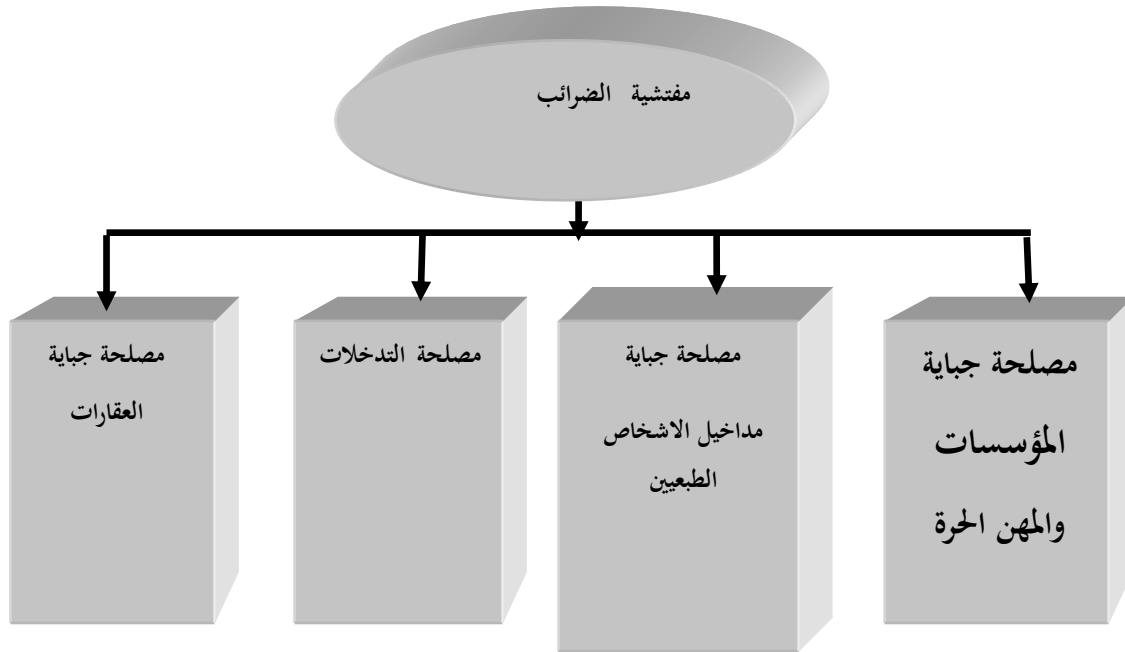 مفتشية الضرائب
مصلحة جباية
المؤسسات
والمهن الحرة
مصلحة جباية
مداخيل الاشخاص
الطبعيين
مصلحة التدخلات
مصلحة جباية
العقارات